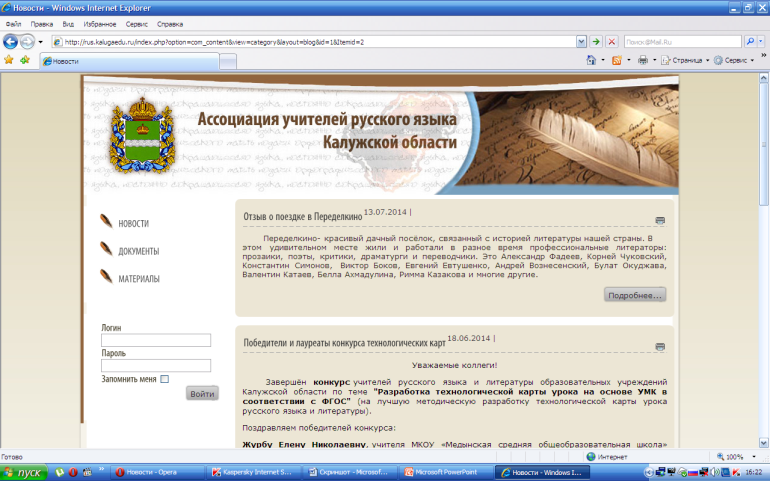 Новости - Windows Internet Explorer
Файл Правка Вид Избранное Сервис Справка
http://rus.kalugaedu.ru/index.php?option=com_content&view=category&layout=blog&id=1&Itemid=2
Поиск@Mail.Ru
Новости
Страница
Сервис
Ассоциация учителей русского языка
Калужской области
НОВОСТИ
ДОКУМЕНТЫ
МАТЕРИАЛЫ
Логин
Пароль
Запомнить меня
Войти
Отзыв о поездке в Переделкино 13.07.2014 |
Переделкино- красивый дачный посёлок, связанный с историей литературы нашей страны. В
этом удивительном месте жили и работали в разное время профессиональные литераторы:
прозаики, поэты, критики, драматурги и переводчики. Это Александр Фадеев, Корней Чуковский,
Константин Симонов, Виктор Боков, Евгений Евтушенко, Андрей Вознесенский, Булат Окуджава,
Валентин Катаев, Белла Ахмадулина, Римма Казакова и многие другие.
Подробнее...
Победители и лауреаты конкурса технологических карт 18.06.2014 |
Уважаемые коллеги!
Завершён конкурс учителей русского языка и литературы образовательных учреждений
Калужской области по теме "Разработка технологической карты урока на основе УМК в
соответствии с ФГОС" (на лучшую методическую разработку технологической карты урока
русского языка и литературы).
Поздравляем победителей конкурса:
Журбу Елену Николаевну, учителя МКОУ «Медынская средняя общеобразовательная школа»
Готово
Интернет
100%
пуск
Новости - Opera
Kaspersky Internet S...
Скриншот - Microsof...
Microsoft PowerPoint
Новости - Windows I...
16:22